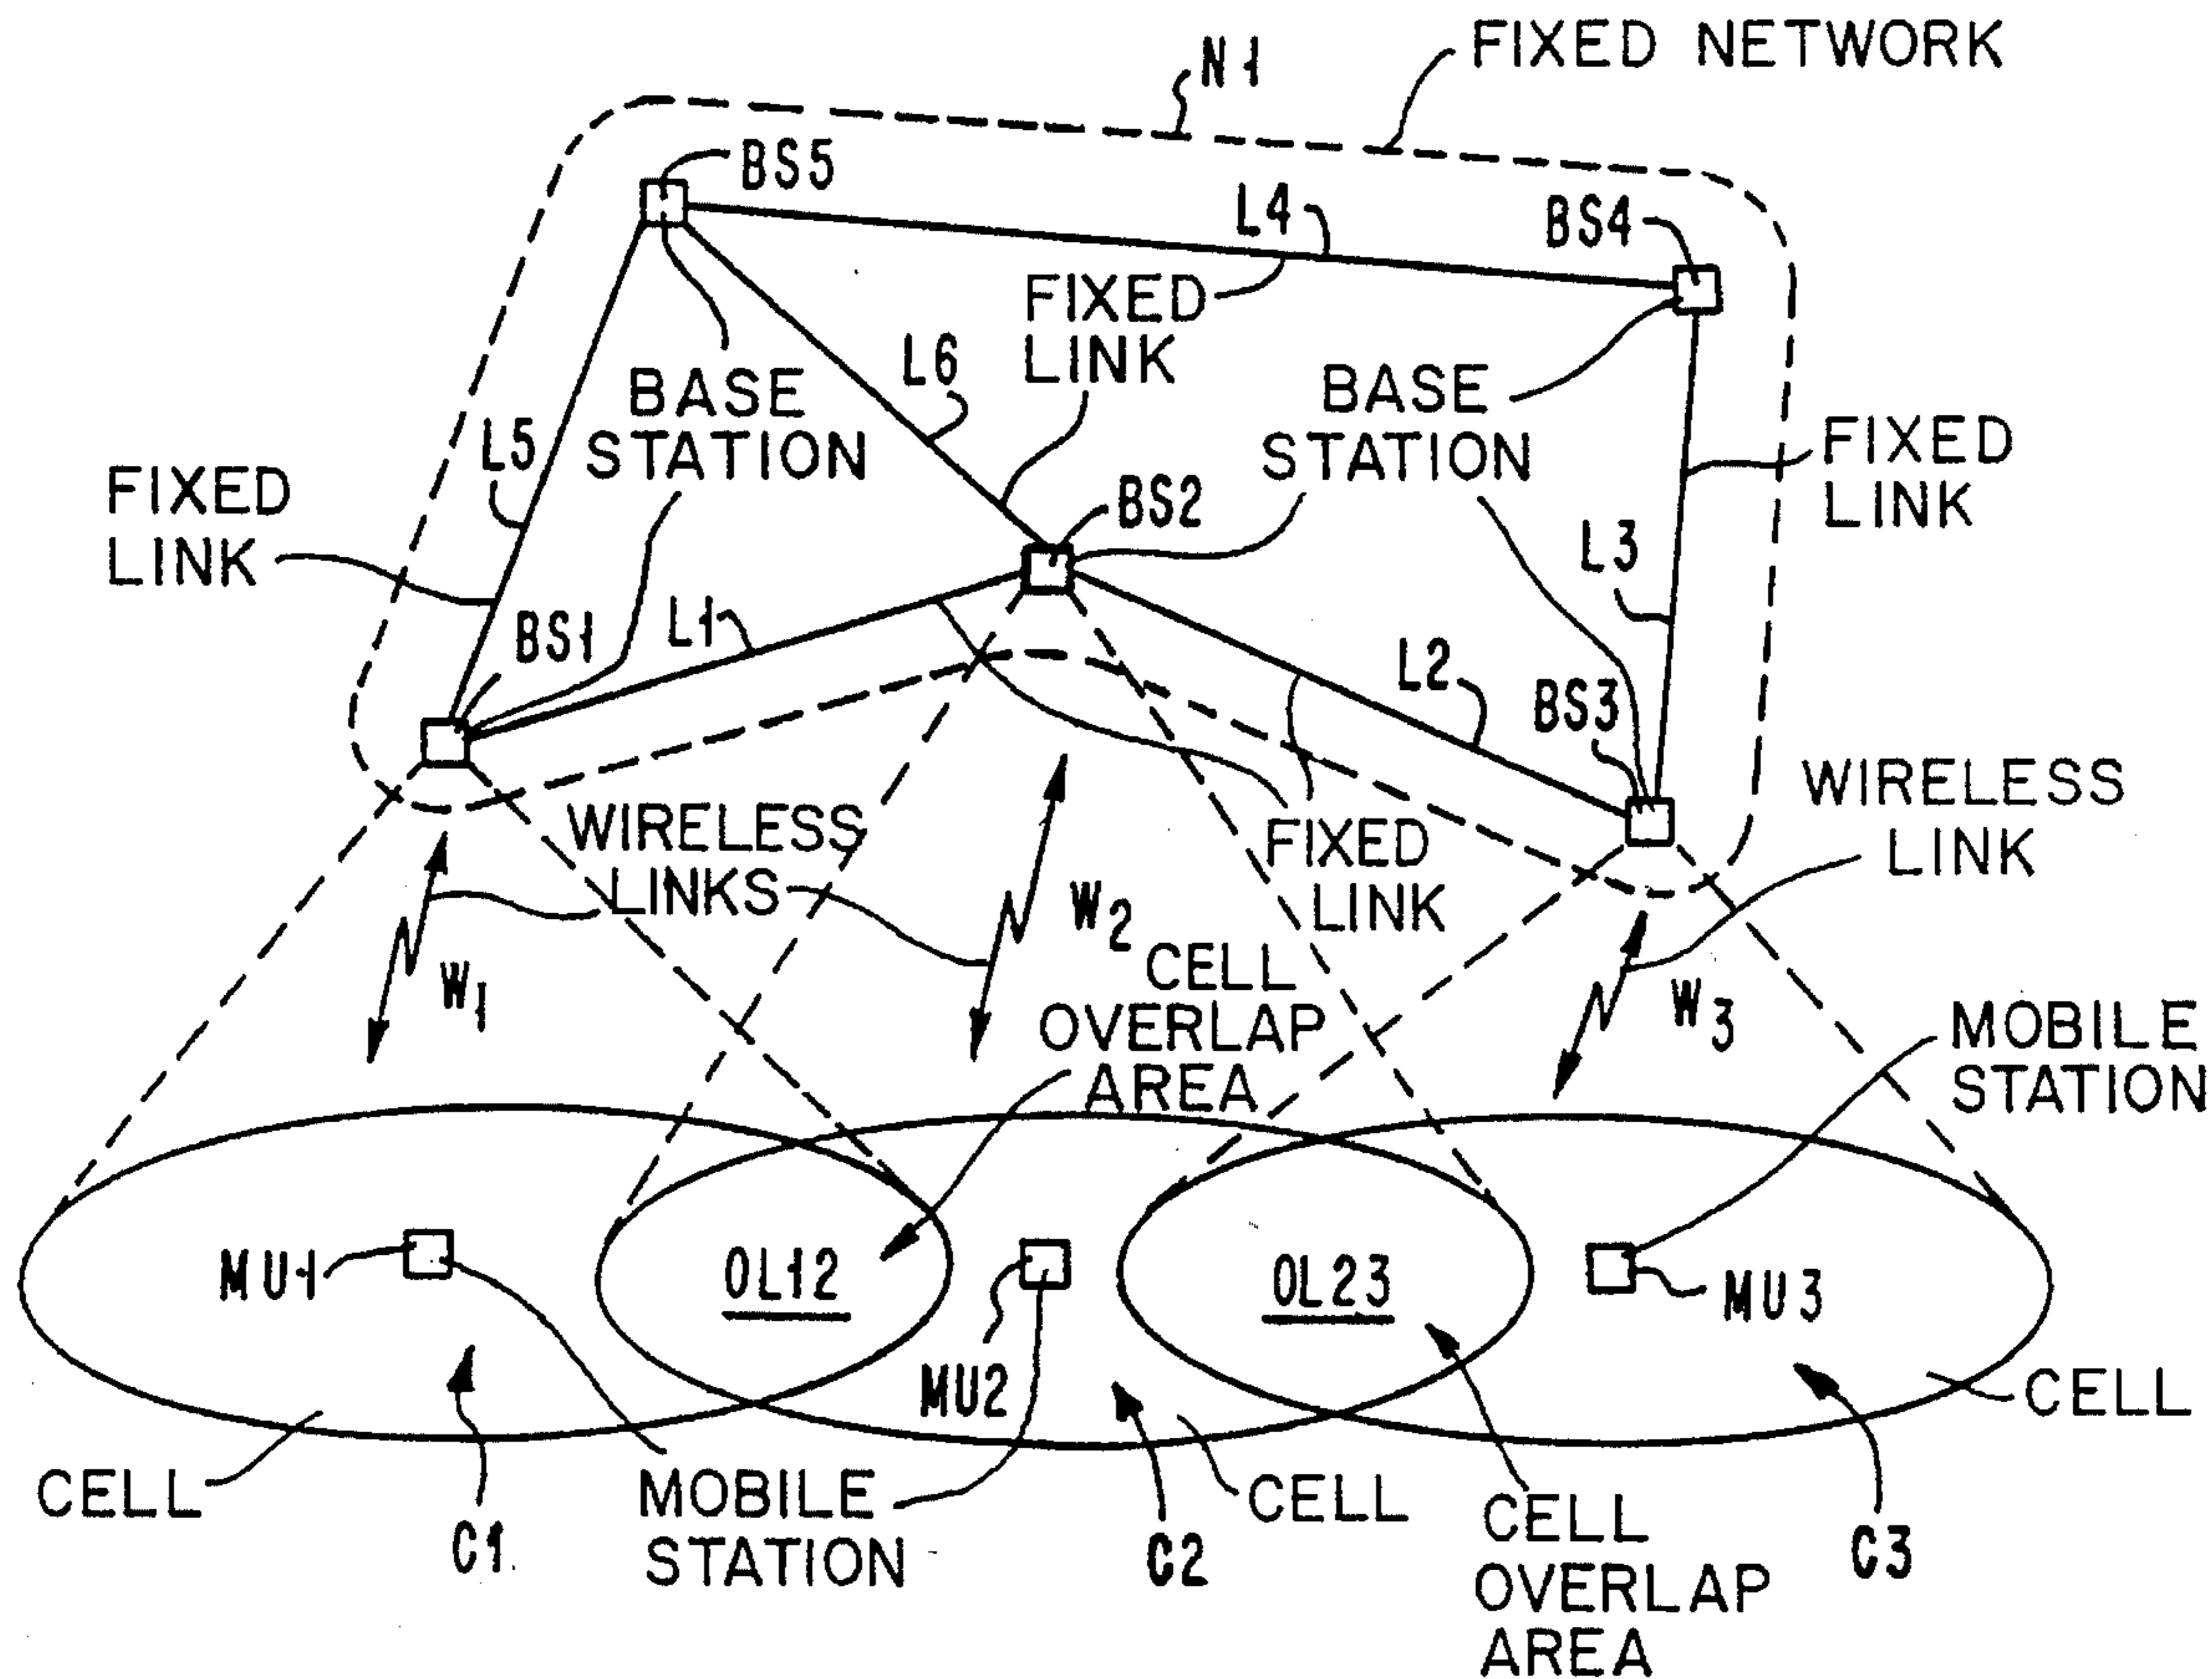 N1
FIXED NETWORK
BS5
L4
BS4
FIXED
LINK
L6
BASE
STATION
BASE
STATION
L5
FIXED
LINK
FIXED
LINK
BS2
L3
BS1
L1
L2
BS3
WIRELESS
LINK
WIRELESS
LINKS
FIXED
LINK
W1
W2
W3
CELL
OVERLAP
AREA
MOBILE
STATION
MU1
OL12
OL23
MU3
MU2
CELL
CELL
C1
MOBILE
STATION
C2
CELL
CELL
OVERLAP
AREA
C3